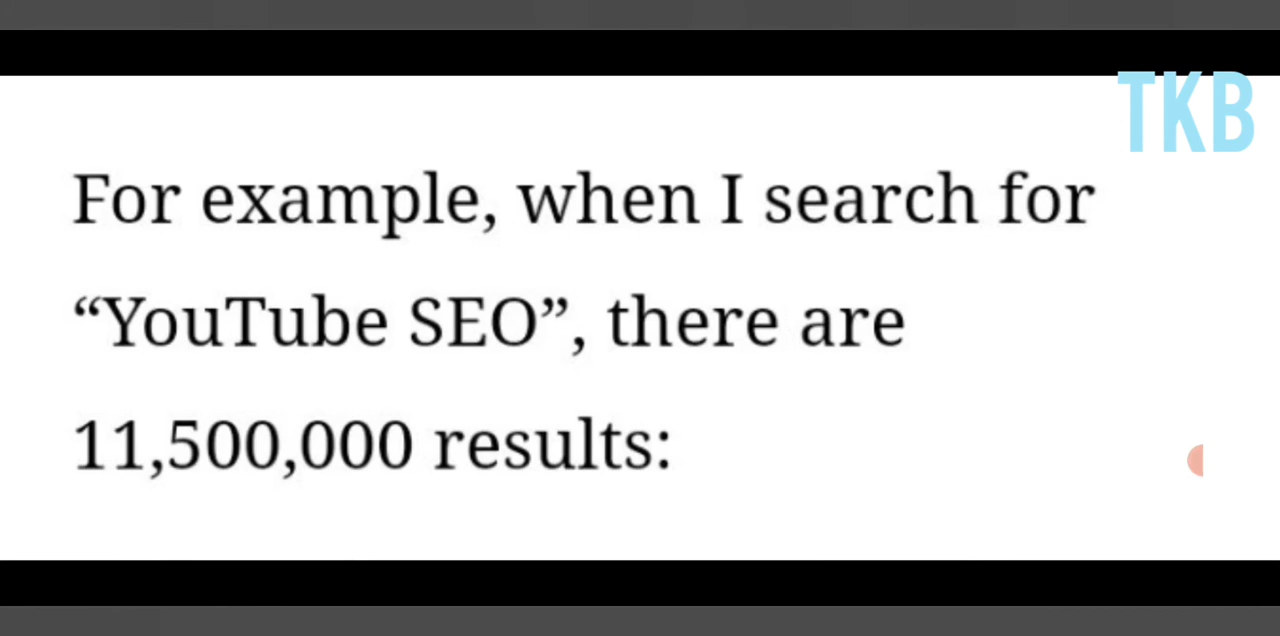 TKB
For example, when I search for
“YouTube SEO”, there are
11,500,000 results: